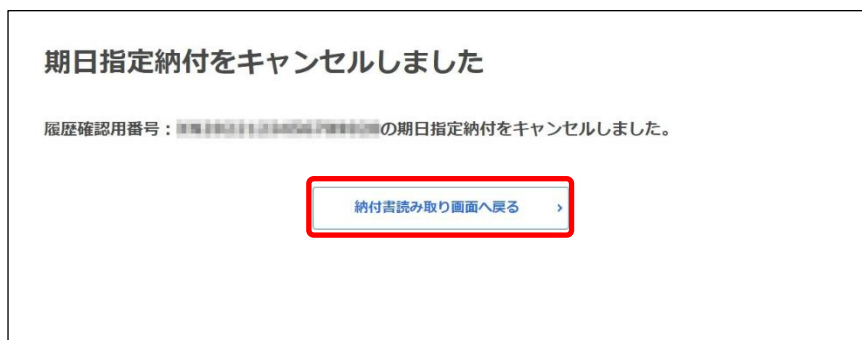 期日指定納付をキャンセルしました
履歴確認用番号：の期日指定納付をキャンセルしました。
納付書読み取り画面へ戻る ›